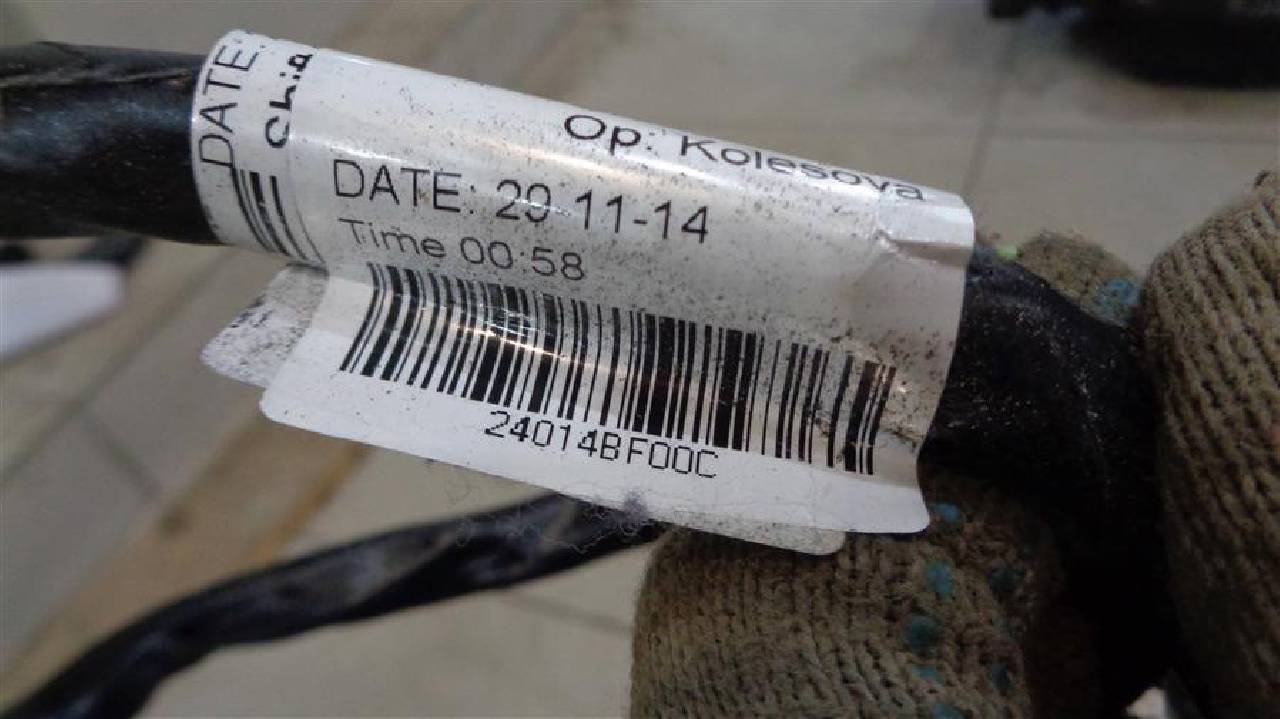 DATE:
Op: Kolesova
DATE: 29-11-14
Time 00:58
24014BF00C